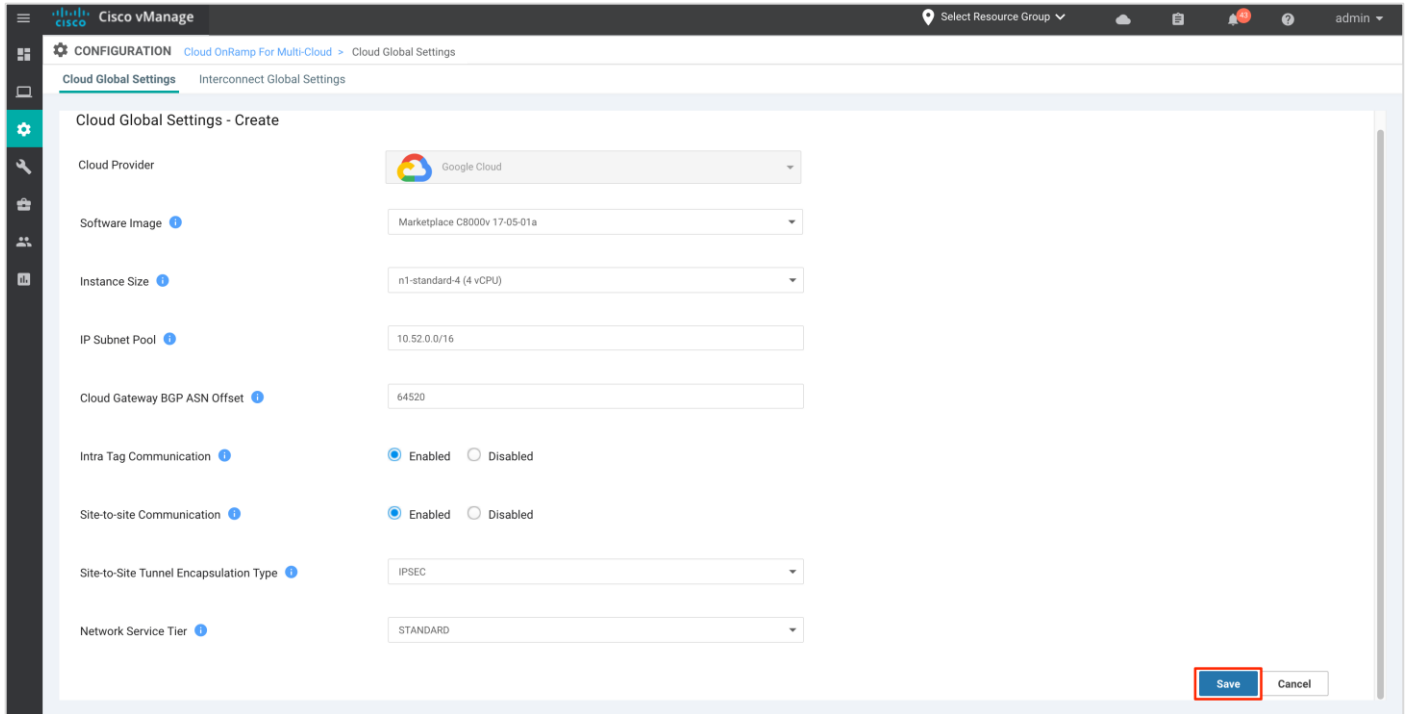 cisco Cisco vManage Select Resource Group 43 admin
CONFIGURATION Cloud OnRamp For Multi-Cloud > Cloud Global Settings
Cloud Global Settings Interconnect Global Settings
Cloud Global Settings - Create
Cloud Provider Google Cloud
Software Image Marketplace C8000v 17-05-01a
Instance Size n1-standard-4 (4 vCPU)
IP Subnet Pool 10.52.0.0/16
Cloud Gateway BGP ASN Offset 64520
Intra Tag Communication Enabled Disabled
Site-to-site Communication Enabled Disabled
Site-to-Site Tunnel Encapsulation Type IPSEC
Network Service Tier STANDARD
Save Cancel